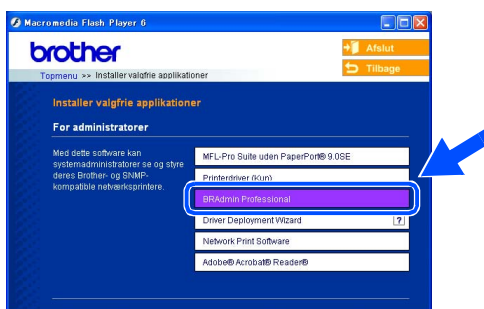 Macromedia Flash Player 6
brother
Afslut
Tilbage
Topmenu >> Installer valgfrie applikationer
Installer valgfrie applikationer
For administratorer
Med dette software kan
systemadministratorer se og styre
deres Brother- og SNMP-
kompatible netværksprintere.
MFL-Pro Suite uden PaperPort® 9.0SE
Printerdriver (Kun)
BRAdmin Professional
Driver Deployment Wizard
?
Network Print Software
Adobe® Acrobat® Reader®